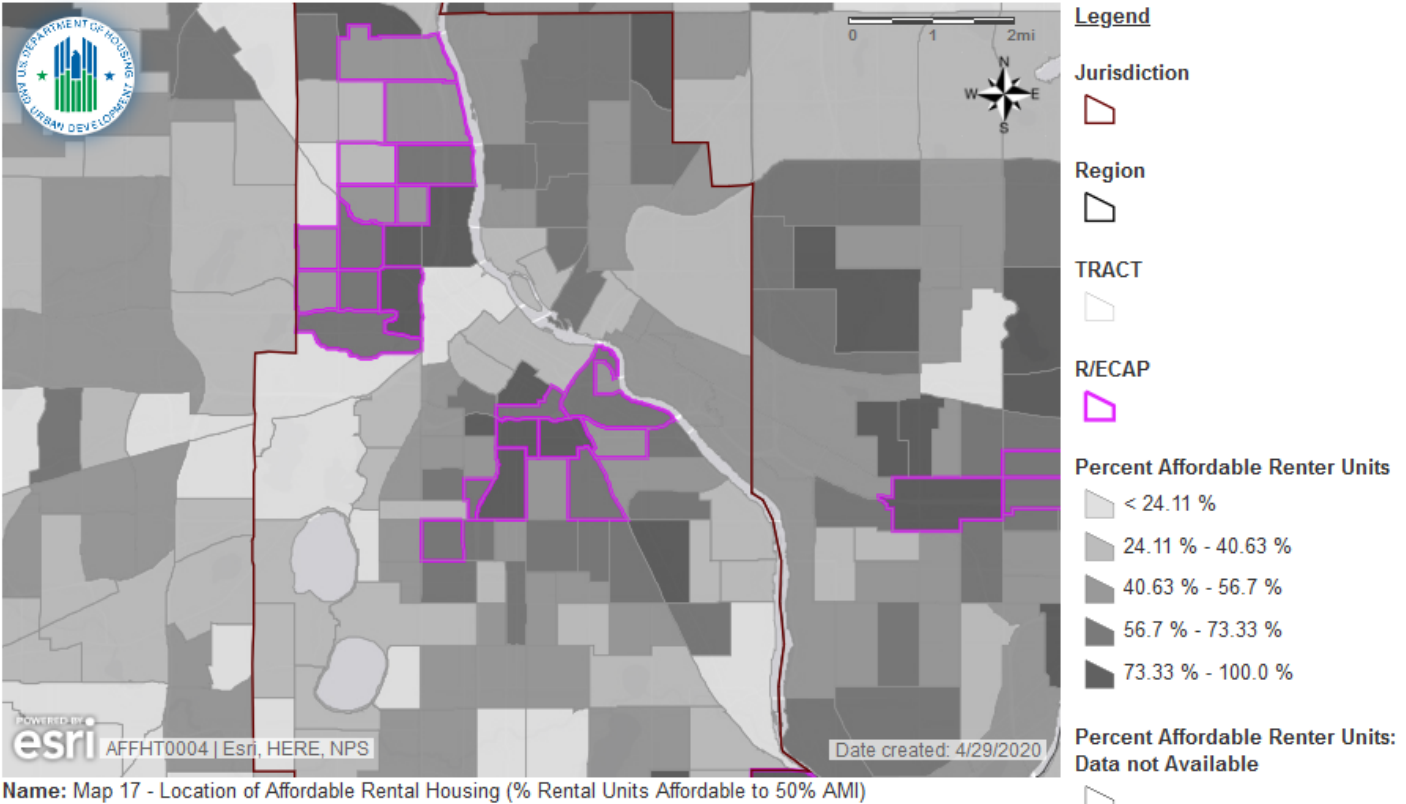 U.S. DEPARTMENT OF HOUSING
AND URBAN DEVELOPMENT
0 1 2mi
N
W E
S
POWERED BY
esri
AFFHT0004 | Esri, HERE, NPS
Date created: 4/29/2020
Name: Map 17 - Location of Affordable Rental Housing (% Rental Units Affordable to 50% AMI)
Legend
Jurisdiction
Region
TRACT
R/ECAP
Percent Affordable Renter Units
< 24.11 %
24.11 % - 40.63 %
40.63 % - 56.7 %
56.7 % - 73.33 %
73.33 % - 100.0 %
Percent Affordable Renter Units:
Data not Available